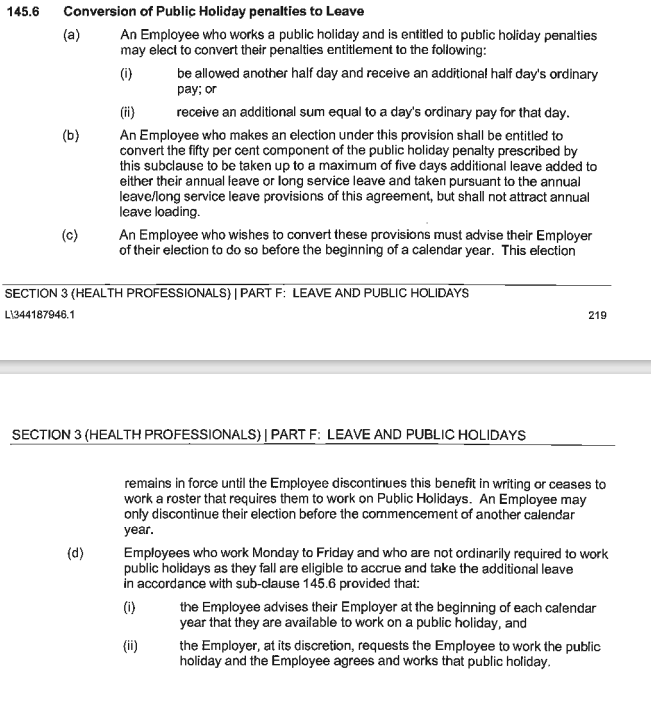 145.6 Conversion of Public Holiday penalties to Leave
(a) An Employee who works a public holiday and is entitled to public holiday penalties
may elect to convert their penalties entitlement to the following:
(i) be allowed another half day and receive an additional half day's ordinary
pay; or
(ii) receive an additional sum equal to a day's ordinary pay for that day.
(b) An Employee who makes an election under this provision shall be entitled to
convert the fifty per cent component of the public holiday penalty prescribed by
this subclause to be taken up to a maximum of five days additional leave added to
either their annual leave or long service leave and taken pursuant to the annual
leave/long service leave provisions of this agreement, but shall not attract annual
leave loading.
(c) An Employee who wishes to convert these provisions must advise their Employer
of their election to do so before the beginning of a calendar year. This election
SECTION 3 (HEALTH PROFESSIONALS) | PART F: LEAVE AND PUBLIC HOLIDAYS
L\344187946.1 219
SECTION 3 (HEALTH PROFESSIONALS) | PART F: LEAVE AND PUBLIC HOLIDAYS
remains in force until the Employee discontinues this benefit in writing or ceases to
work a roster that requires them to work on Public Holidays. An Employee may
only discontinue their election before the commencement of another calendar
year.
(d) Employees who work Monday to Friday and who are not ordinarily required to work
public holidays as they fall are eligible to accrue and take the additional leave
in accordance with sub-clause 145.6 provided that:
(i) the Employee advises their Employer at the beginning of each calendar
year that they are available to work on a public holiday, and
(ii) the Employer, at its discretion, requests the Employee to work the public
holiday and the Employee agrees and works that public holiday.